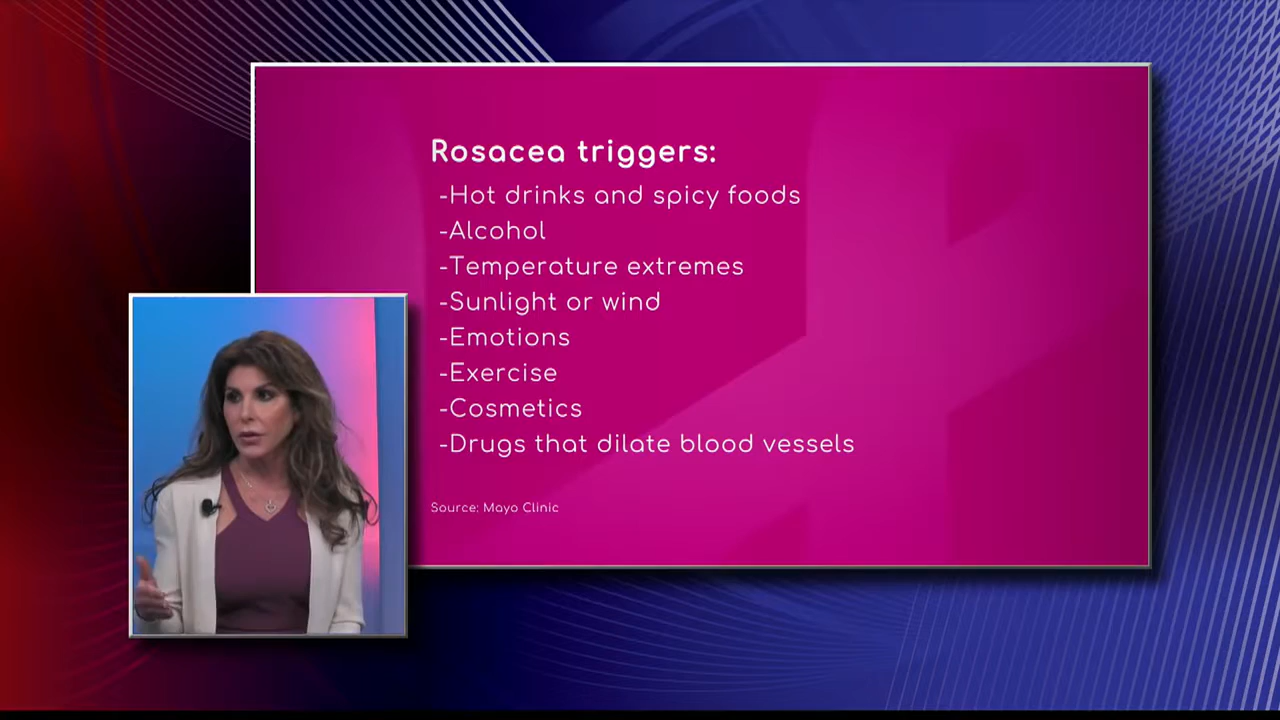 Rosacea triggers:
-Hot drinks and spicy foods
-Alcohol
-Temperature extremes
-Sunlight or wind
-Emotions
-Exercise
-Cosmetics
-Drugs that dilate blood vessels
Source: Mayo Clinic